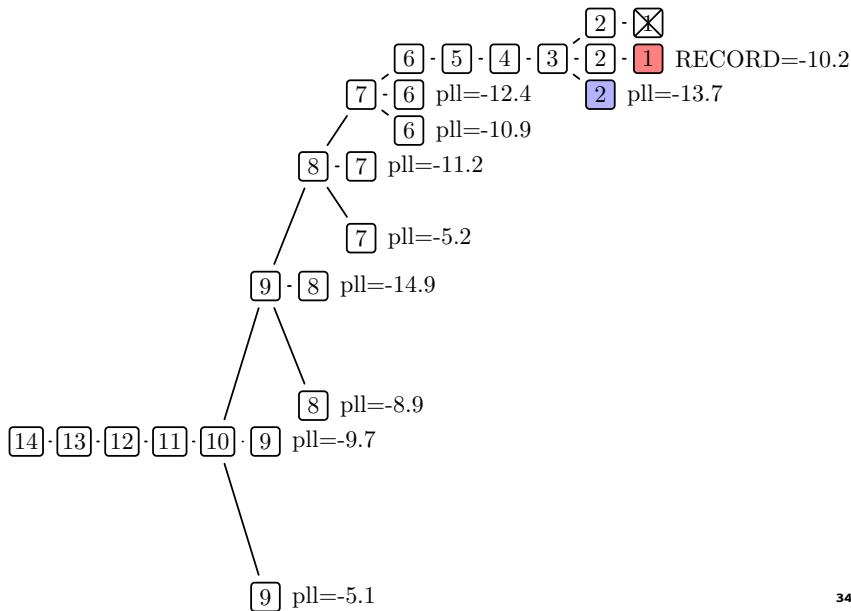 2 1
6 5 4 3 2 1 RECORD=-10.2
7 6 pll=-12.4 2 pll=-13.7
6 pll=-10.9
8 7 pll=-11.2
7 pll=-5.2
9 8 pll=-14.9
8 pll=-8.9
14 13 12 11 10 9 pll=-9.7
9 pll=-5.1
34